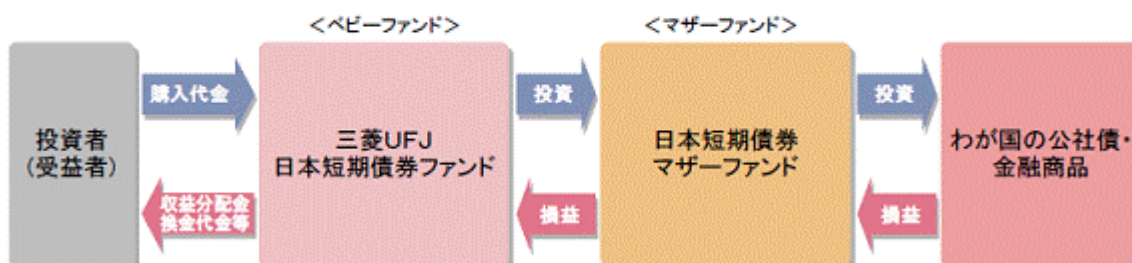 ＜ベビーファンド＞
＜マザーファンド＞
投資者
(受益者)
購入代金
収益分配金
換金代金等
三菱UFJ
日本短期債券ファンド
投資
損益
日本短期債券
マザーファンド
投資
損益
わが国の公社債・
金融商品